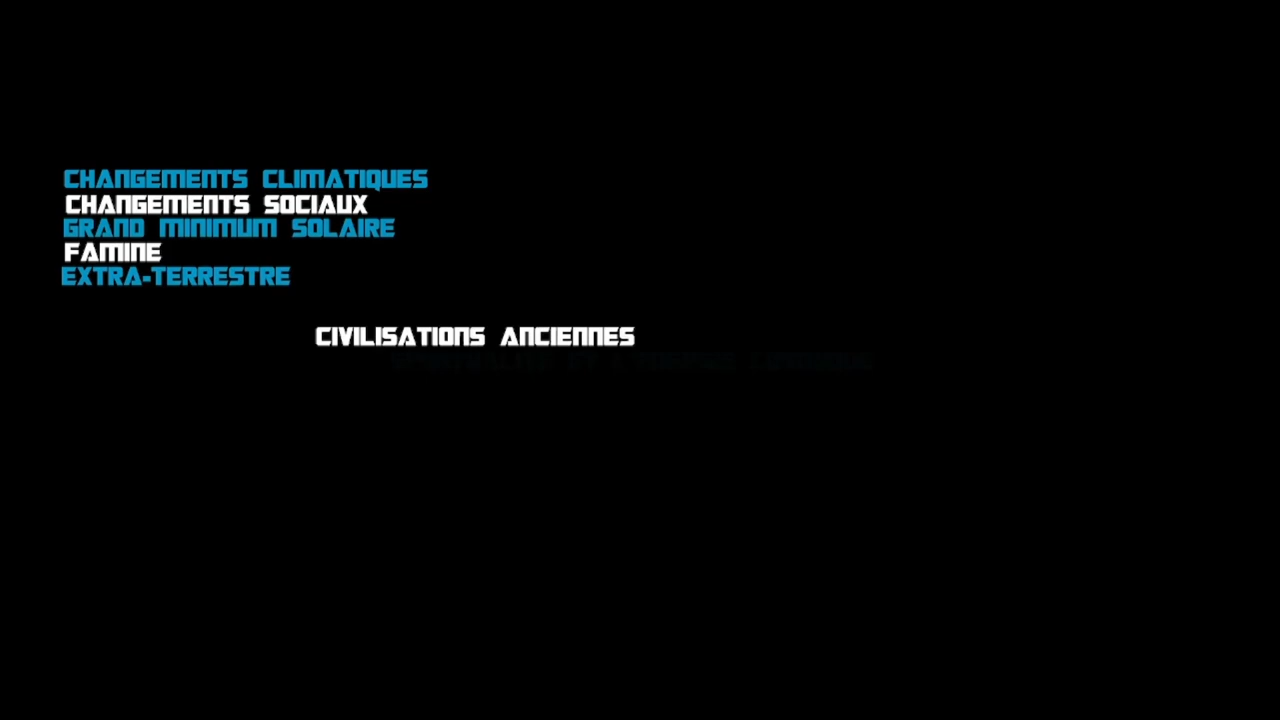 CHANGEMENTS CLIMATIQUES
CHANGEMENTS SOCIAUX
GRAND MINIMUM SOLAIRE
FAMINE
EXTRA-TERRESTRE
CIVILISATIONS ANCIENNES